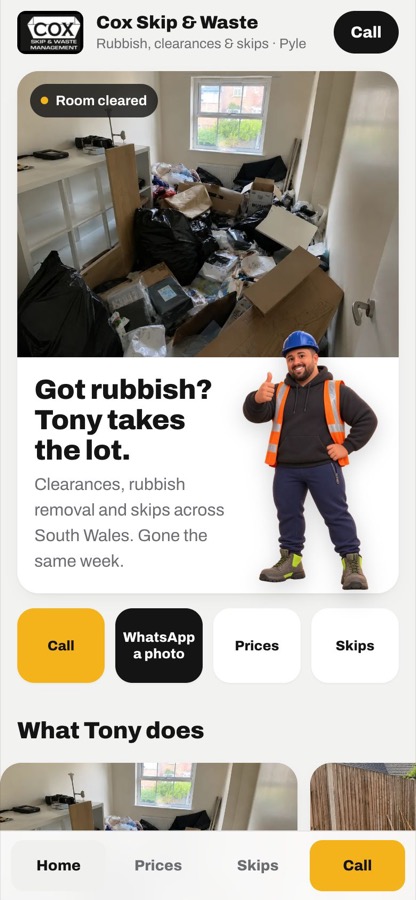 COX
SKIP & WASTE
MANAGEMENT
Cox Skip & Waste
Rubbish, clearances & skips · Pyle
Call
Room cleared
Got rubbish?
Tony takes
the lot.
Clearances, rubbish
removal and skips across
South Wales. Gone the
same week.
Call
WhatsApp
a photo
Prices
Skips
What Tony does
Home
Prices
Skips
Call